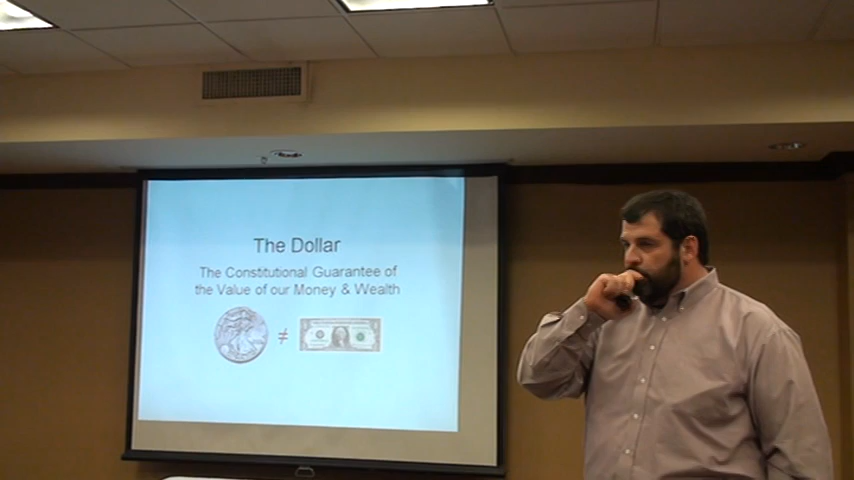 The Dollar
The Constitutional Guarantee of
the Value of our Money & Wealth
≠